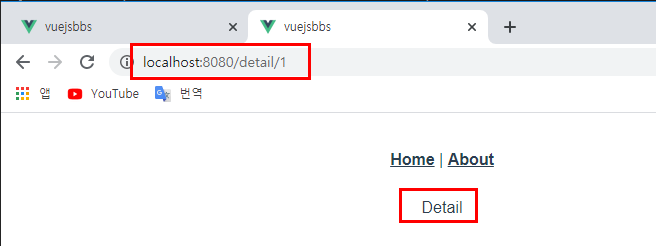 vuejsbbs vuejsbbs
localhost:8080/detail/1
앱 YouTube 번역
Home | About
Detail